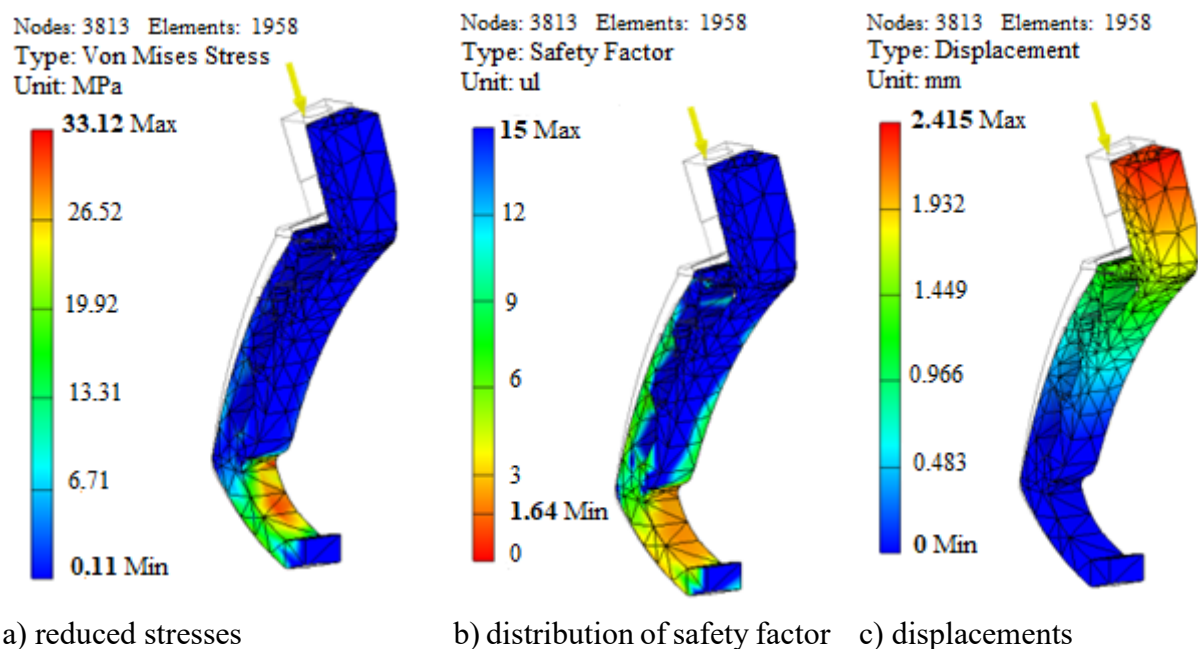 Nodes: 3813 Elements: 1958
Type: Von Mises Stress
Unit: MPa
33.12 Max
26.52
19.92
13.31
6.71
0.11 Min
a) reduced stresses
Nodes: 3813 Elements: 1958
Type: Safety Factor
Unit: ul
15 Max
12
9
6
3
1.64 Min
0
b) distribution of safety factor
Nodes: 3813 Elements: 1958
Type: Displacement
Unit: mm
2.415 Max
1.932
1.449
0.966
0.483
0 Min
c) displacements